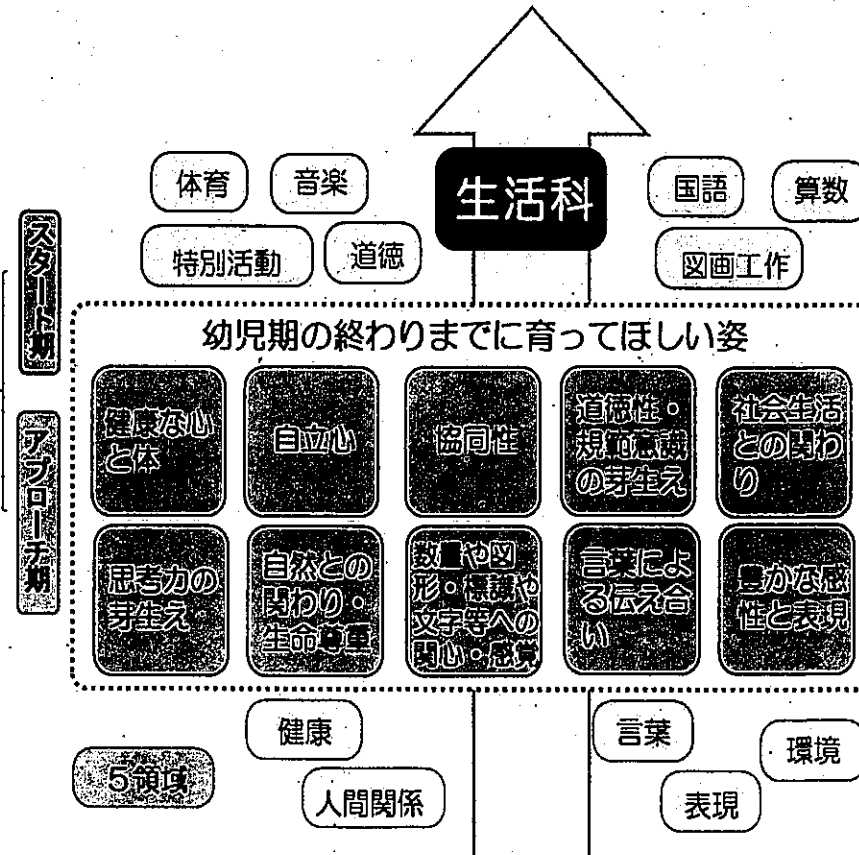 体育
音楽
生活科
国語
算数
特別活動
道徳
図画工作
スタート期
アプローチ期
幼児期の終わりまでに育ってほしい姿
健康な心
と体
自立心
協同性
道徳性・
規範意識
の芽生え
社会生活
との関わ
り
思考力の
芽生え
自然との
関わり・
生命尊重
数量や図
形・標識や
文字等への
関心・感覚
言葉によ
る伝え合
い
豊かな感
性と表現
5領域
健康
人間関係
言葉
環境
表現